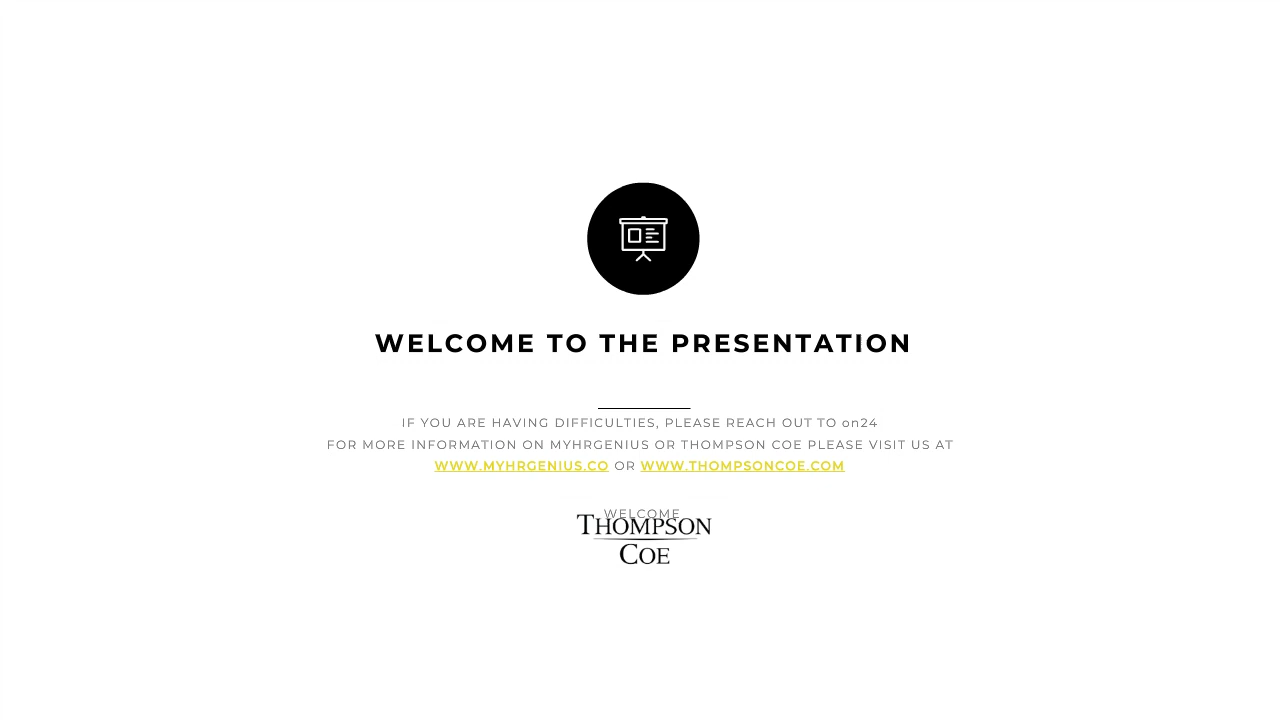 WELCOME TO THE PRESENTATION
IF YOU ARE HAVING DIFFICULTIES, PLEASE REACH OUT TO on24
FOR MORE INFORMATION ON MYHRGENIUS OR THOMPSON COE PLEASE VISIT US AT
WWW.MYHRGENIUS.CO OR WWW.THOMPSONCOE.COM
WELCOME
THOMPSON
COE